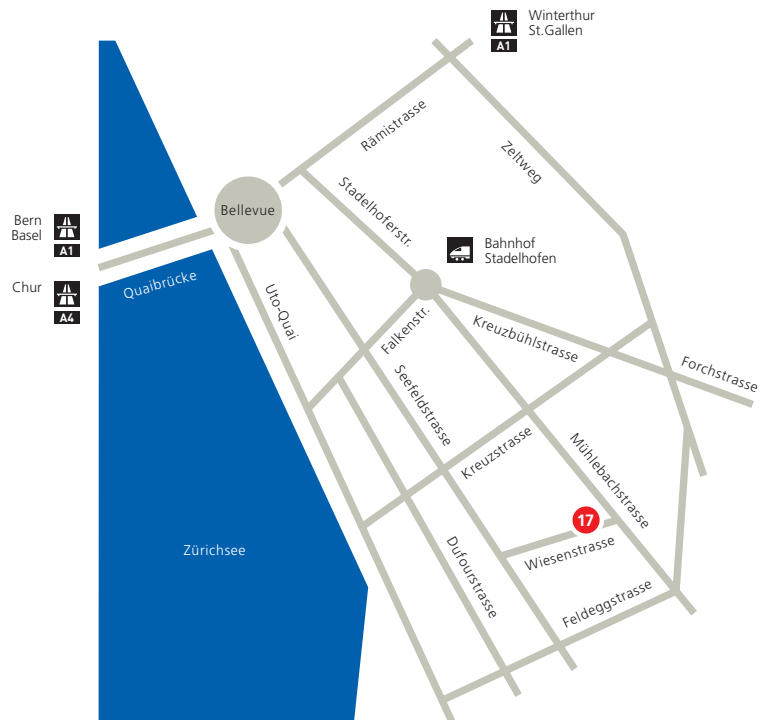 Winterthur
St.Gallen
A1
Rämistrasse
Zeltweg
Stadelhoferstr.
Bellevue
Bern
Basel
A1
Bahnhof
Stadelhofen
Quaibrücke
Chur
A4
Uto-Quai
Falkenstr.
Kreuzbühlstrasse
Forchstrasse
Seefeldstrasse
Kreuzstrasse
Mühlebachstrasse
17
Wiesenstrasse
Zürichsee
Dufourstrasse
Feldeggstrasse